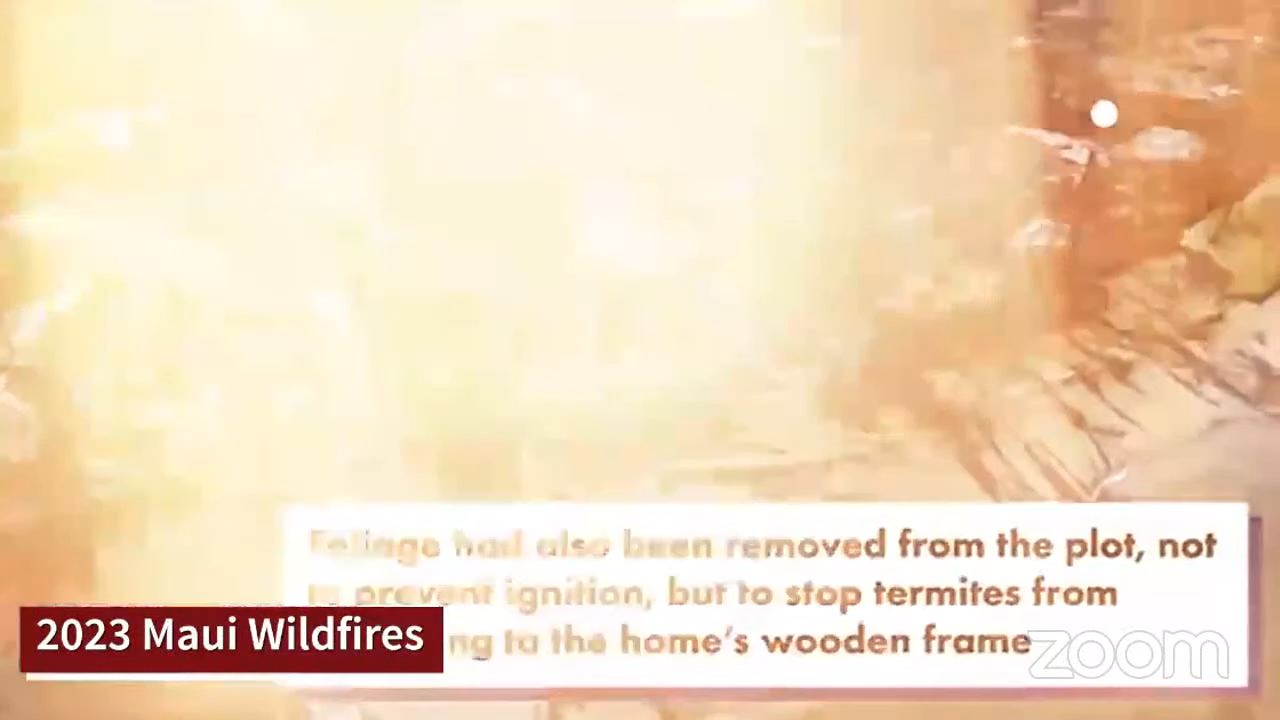 Foliage had also been removed from the plot, not
to prevent ignition, but to stop termites from
to the home's wooden frame
2023 Maui Wildfires
zoom